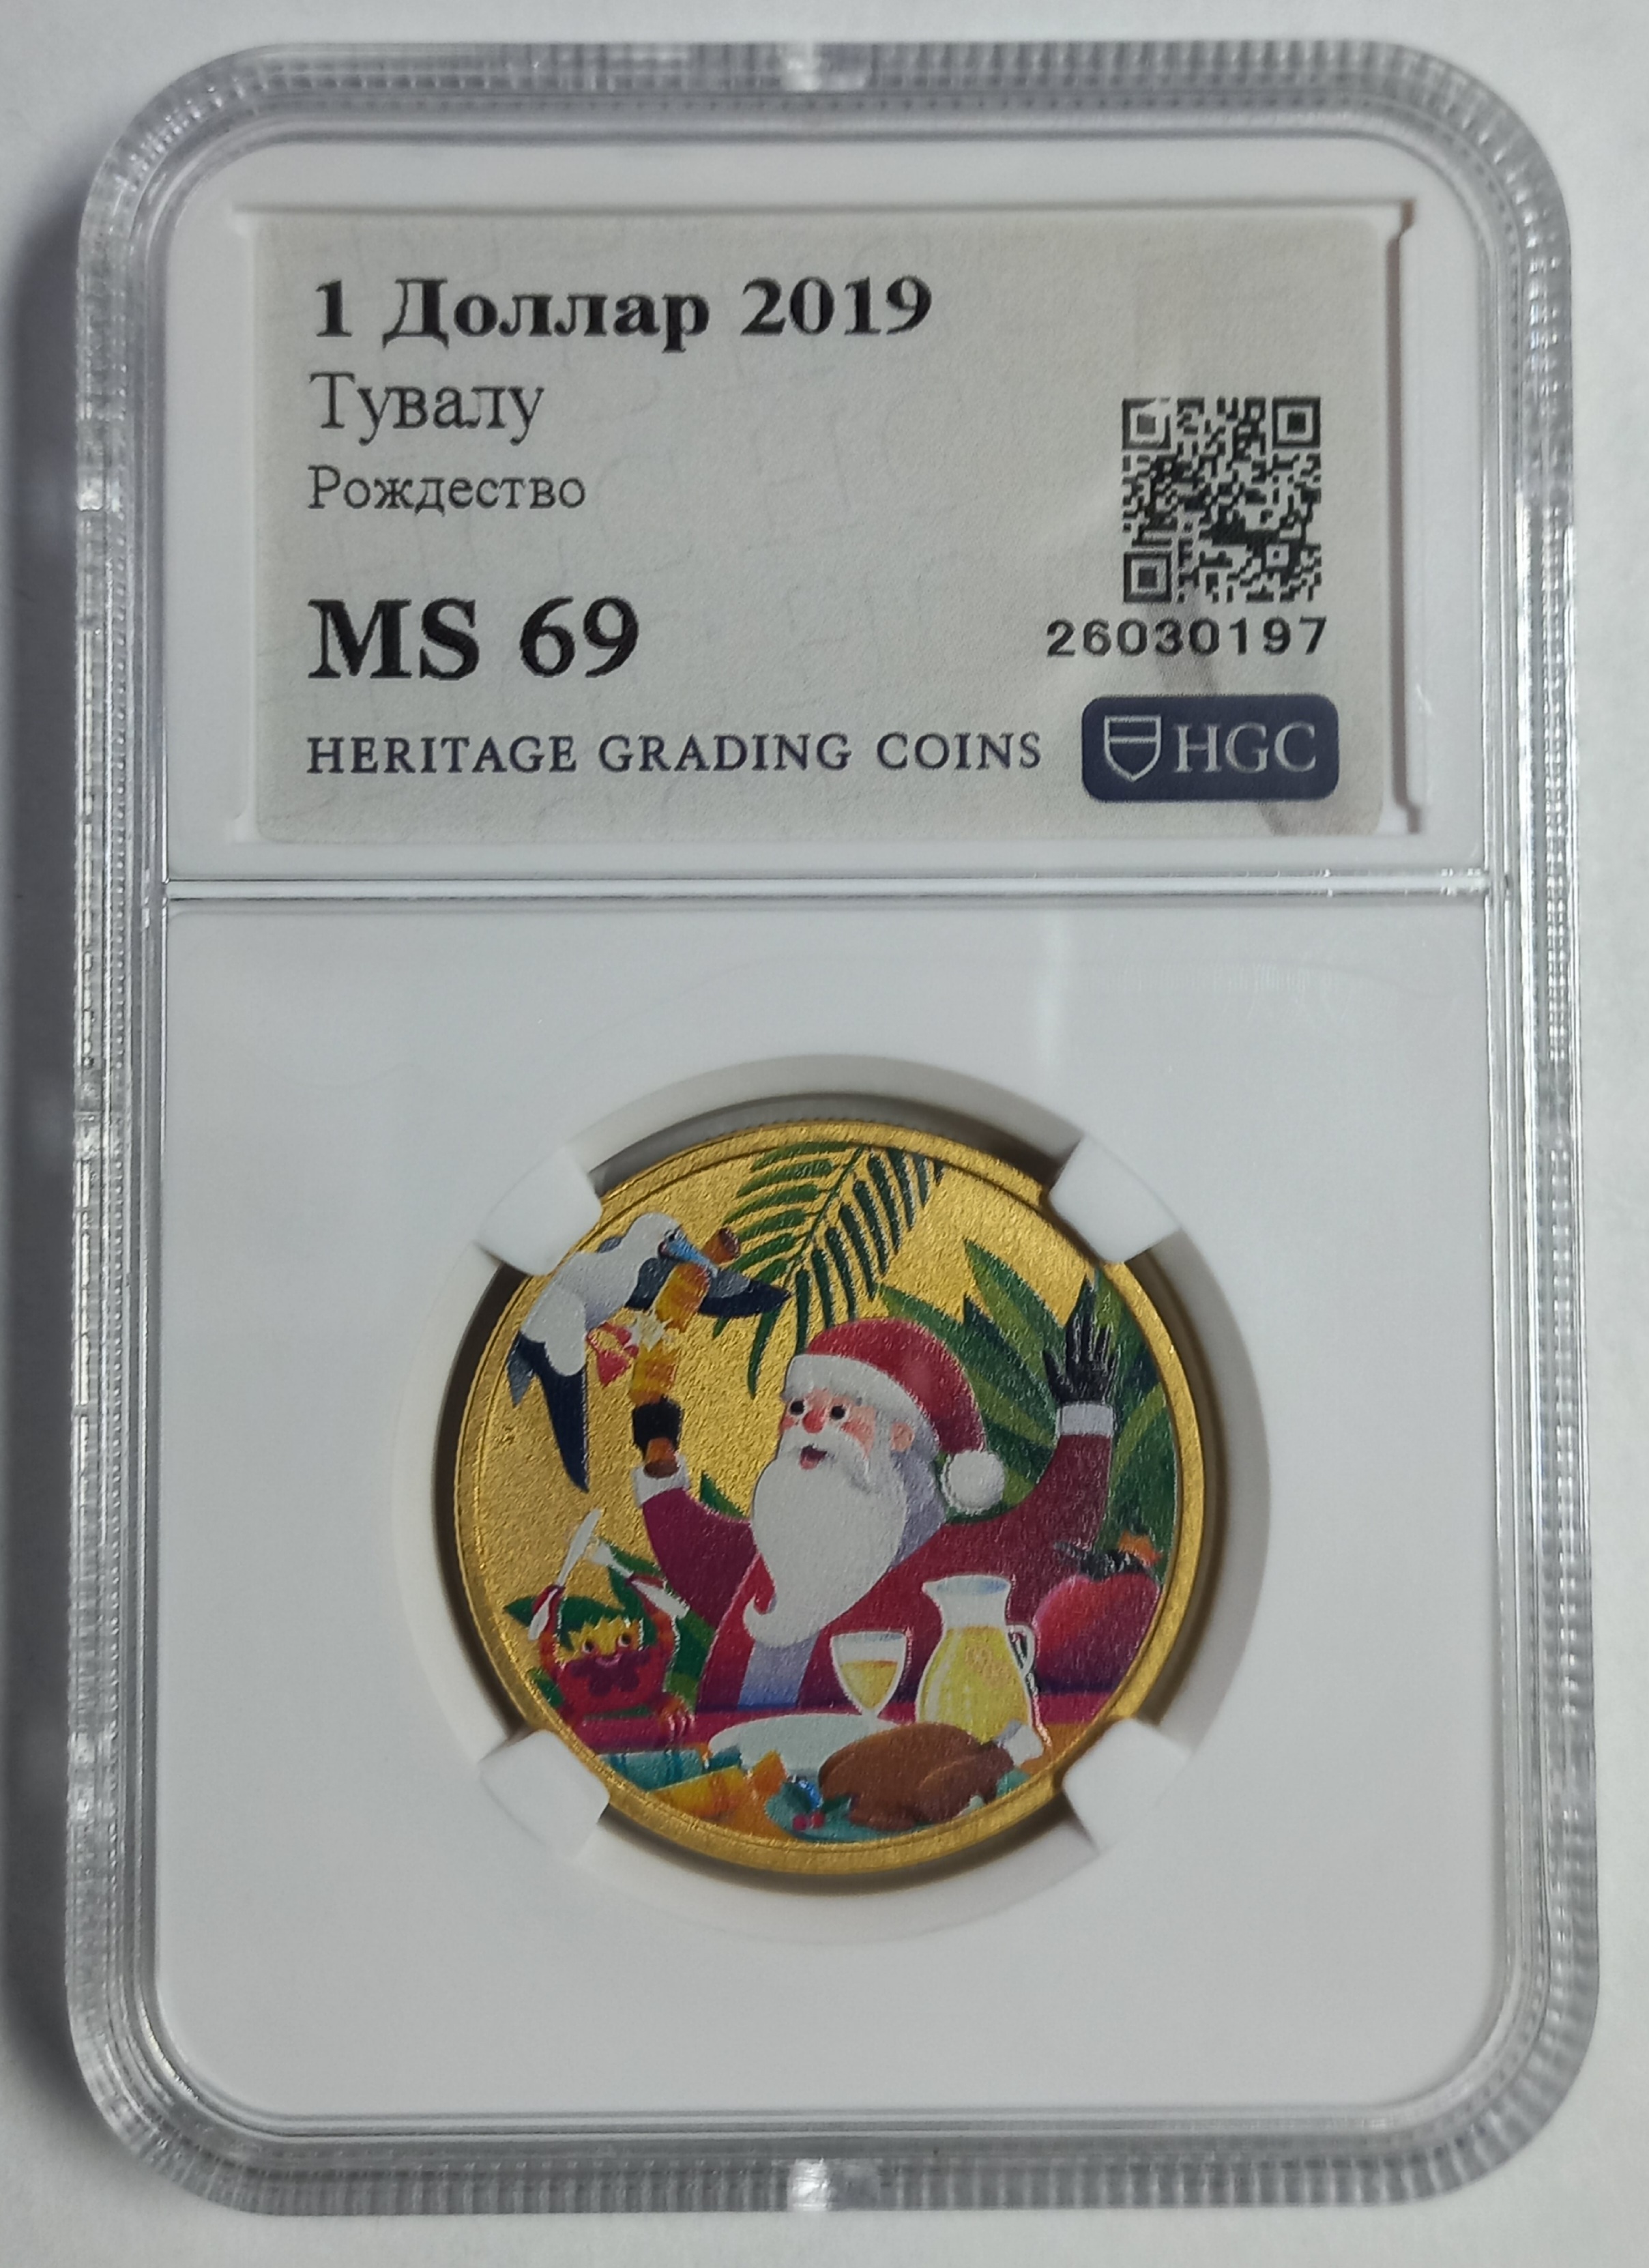 1 Доллар 2019
Тувалу
Рождество
MS 69
26030197
HERITAGE GRADING COINS
HGC